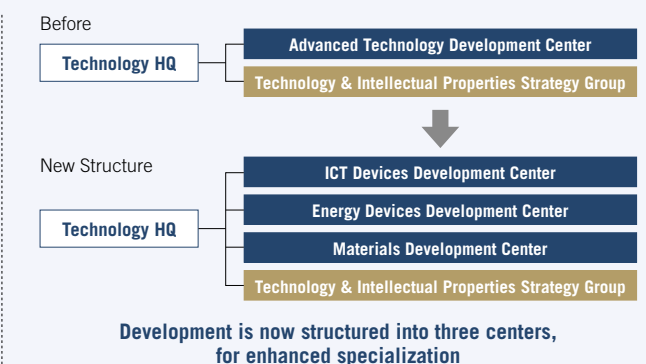 Before
Technology HQ
Advanced Technology Development Center
Technology & Intellectual Properties Strategy Group
New Structure
Technology HQ
ICT Devices Development Center
Energy Devices Development Center
Materials Development Center
Technology & Intellectual Properties Strategy Group
Development is now structured into three centers,
for enhanced specialization